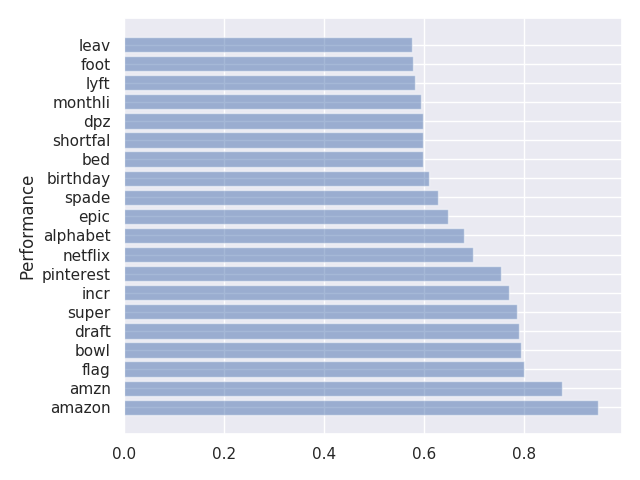 leav
foot
lyft
monthli
dpz
shortfal
bed
birthday
spade
epic
alphabet
netflix
pinterest
incr
super
draft
bowl
flag
amzn
amazon
Performance
0.0 0.2 0.4 0.6 0.8